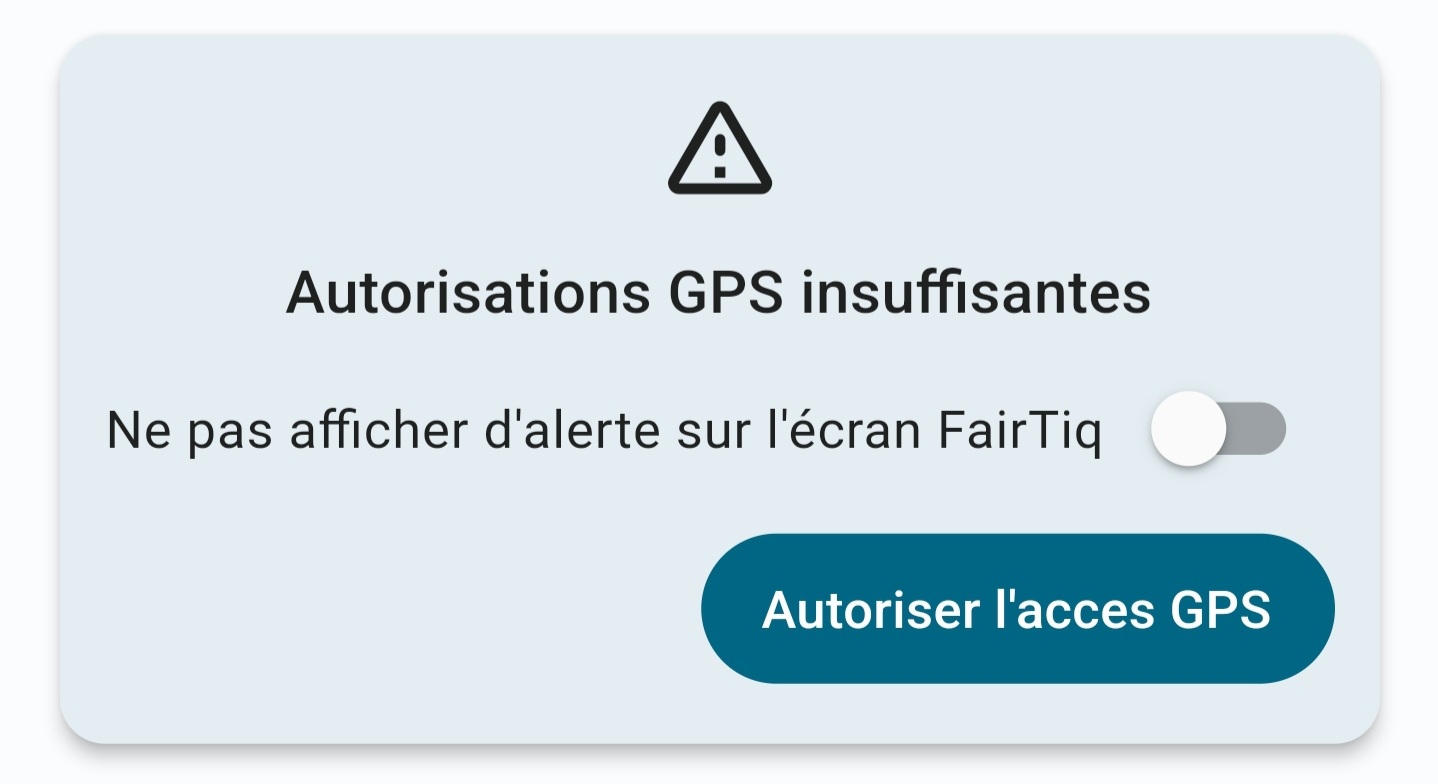 Autorisations GPS insuffisantes
Ne pas afficher d'alerte sur l'écran FairTiq
Autoriser l'acces GPS